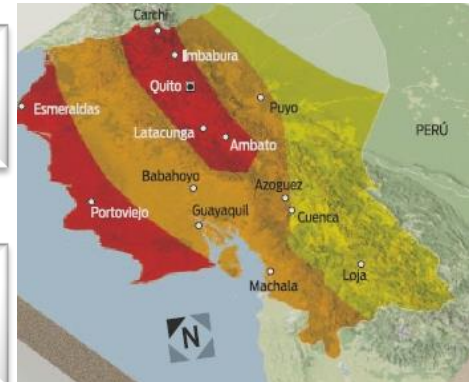 Carchi
Imbabura
Quito
Esmeraldas
Puyo
Latacunga
Ambato
PERÚ
Babahoyo
Azoguez
Portoviejo
Guayaquil
Cuenca
Machala
Loja
N